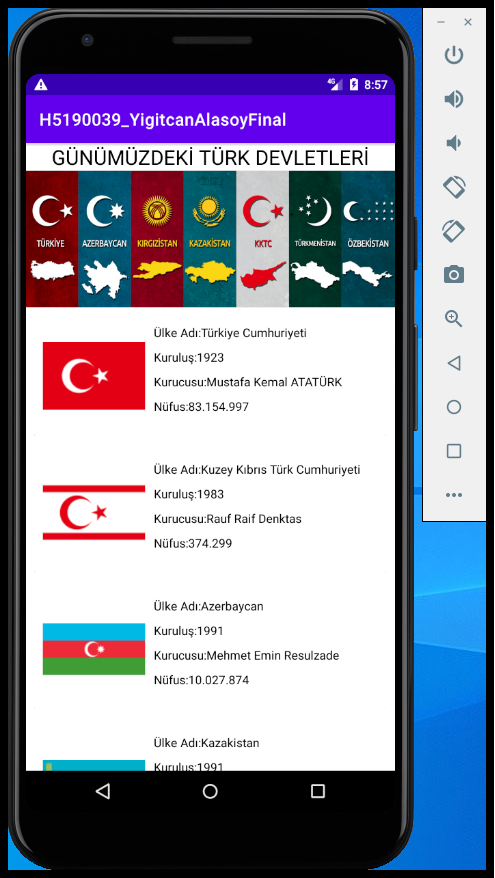 4G 8:57
H5190039_YigitcanAlasoyFinal
GÜNÜMÜZDEKİ TÜRK DEVLETLERİ
TÜRKİYE AZERBAYCAN KIRGIZİSTAN KAZAKİSTAN KKTC TÜRKMENİSTAN ÖZBEKİSTAN
Ülke Adı:Türkiye Cumhuriyeti
Kuruluş:1923
Kurucusu:Mustafa Kemal ATATÜRK
Nüfus:83.154.997
Ülke Adı:Kuzey Kıbrıs Türk Cumhuriyeti
Kuruluş:1983
Kurucusu:Rauf Raif Denktas
Nüfus:374.299
Ülke Adı:Azerbaycan
Kuruluş:1991
Kurucusu:Mehmet Emin Resulzade
Nüfus:10.027.874
Ülke Adı:Kazakistan
Kuruluş:1991